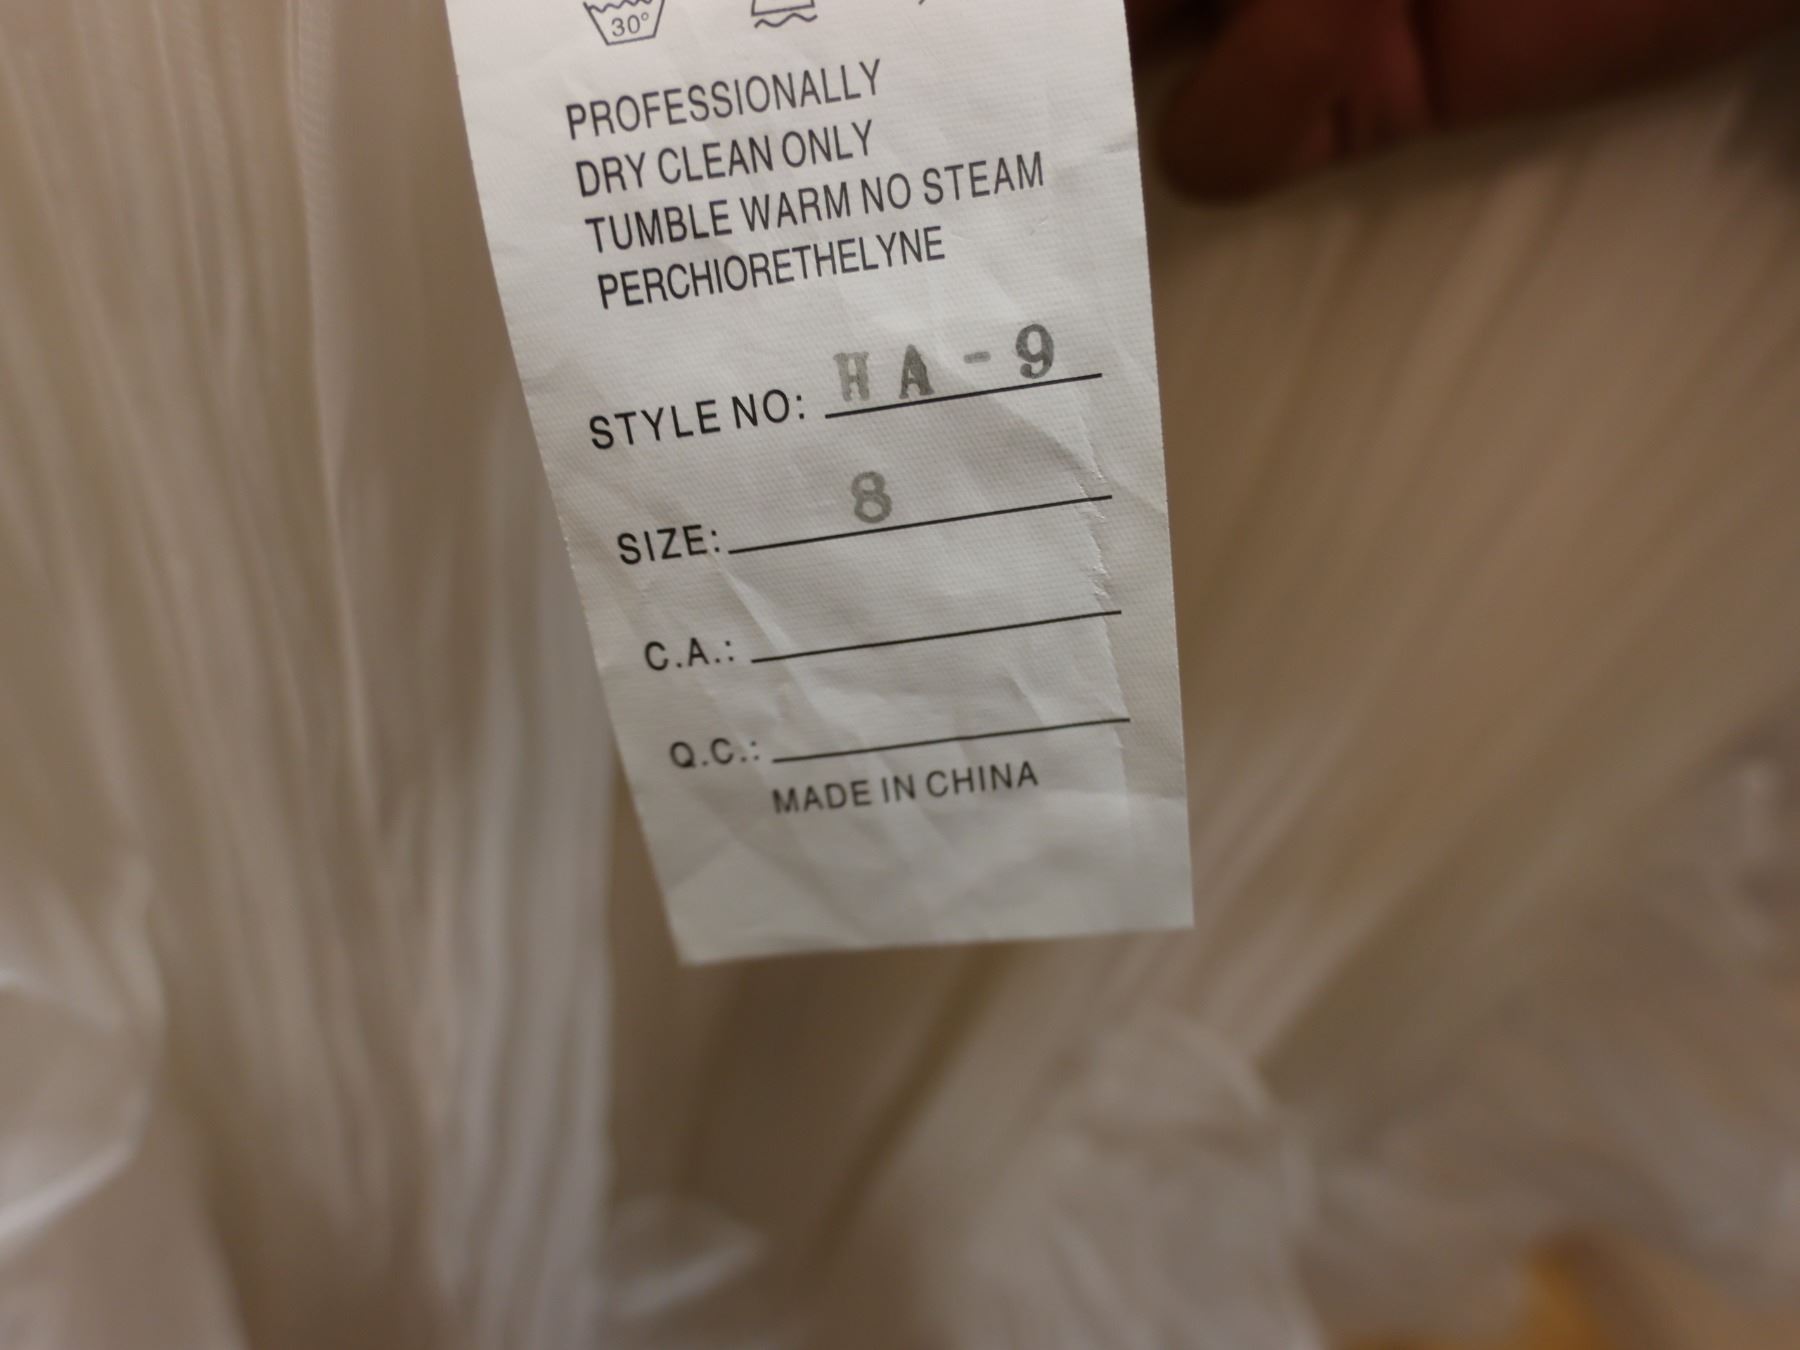 30°
PROFESSIONALLY
DRY CLEAN ONLY
TUMBLE WARM NO STEAM
PERCHIORETHELYNE
STYLE NO: HA-9
SIZE: 8
C.A.:
Q.C.:
MADE IN CHINA